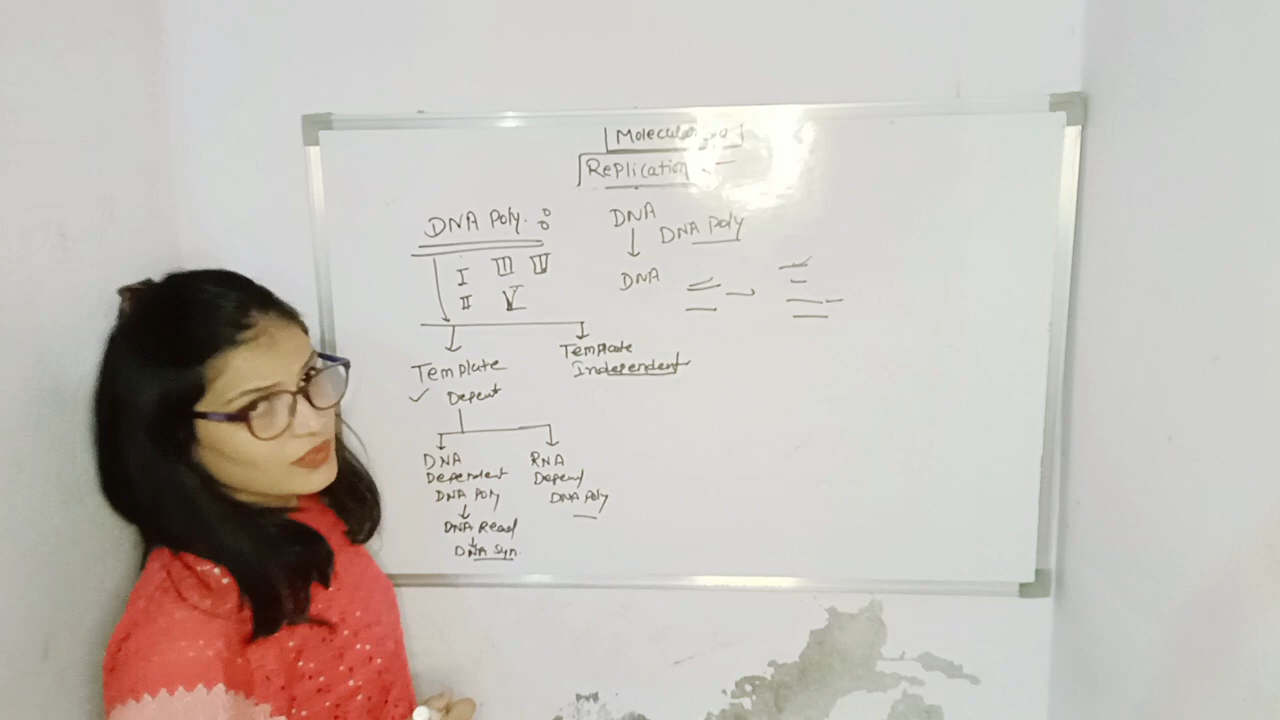 Molecular
Replication
DNA Poly. :
I III IV
II V
DNA
DNA Poly
DNA
Template
Depent
Template
Independent
DNA
Dependent
DNA Poly
DNA Read
DNA Syn.
RNA
Depend
DNA Poly